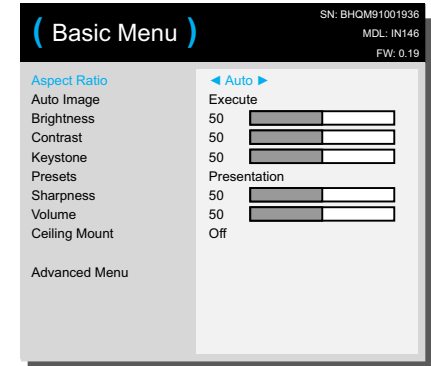 SN: BHQM91001936
( Basic Menu )
MDL: IN146
FW: 0.19
Aspect Ratio ◄ Auto ►
Auto Image Execute
Brightness 50
Contrast 50
Keystone 50
Presets Presentation
Sharpness 50
Volume 50
Ceiling Mount Off
Advanced Menu